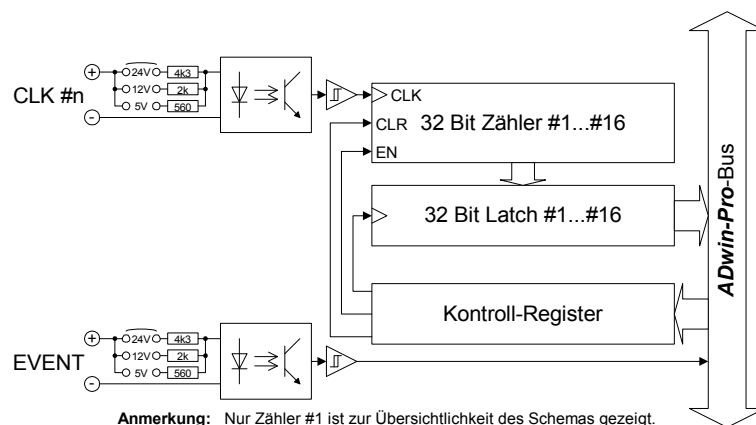 CLK #n
24V 4k3
12V 2k
5V 560
CLK
CLR
EN
32 Bit Zähler #1...#16
32 Bit Latch #1...#16
Kontroll-Register
ADwin-Pro-Bus
EVENT
24V 4k3
12V 2k
5V 560
Anmerkung: Nur Zähler #1 ist zur Übersichtlichkeit des Schemas gezeigt.